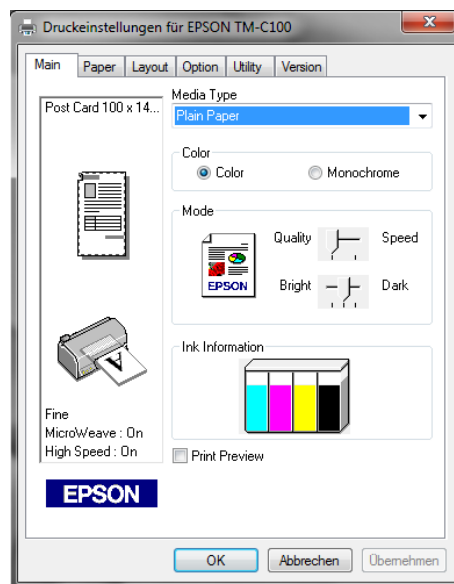 Druckeinstellungen für EPSON TM-C100
Main Paper Layout Option Utility Version
Post Card 100 x 14...
Media Type
Plain Paper
Color
Color Monochrome
Mode
Quality Speed
EPSON
Bright Dark
Ink Information
Fine
MicroWeave : On
High Speed : On
Print Preview
EPSON
OK Abbrechen Übernehmen